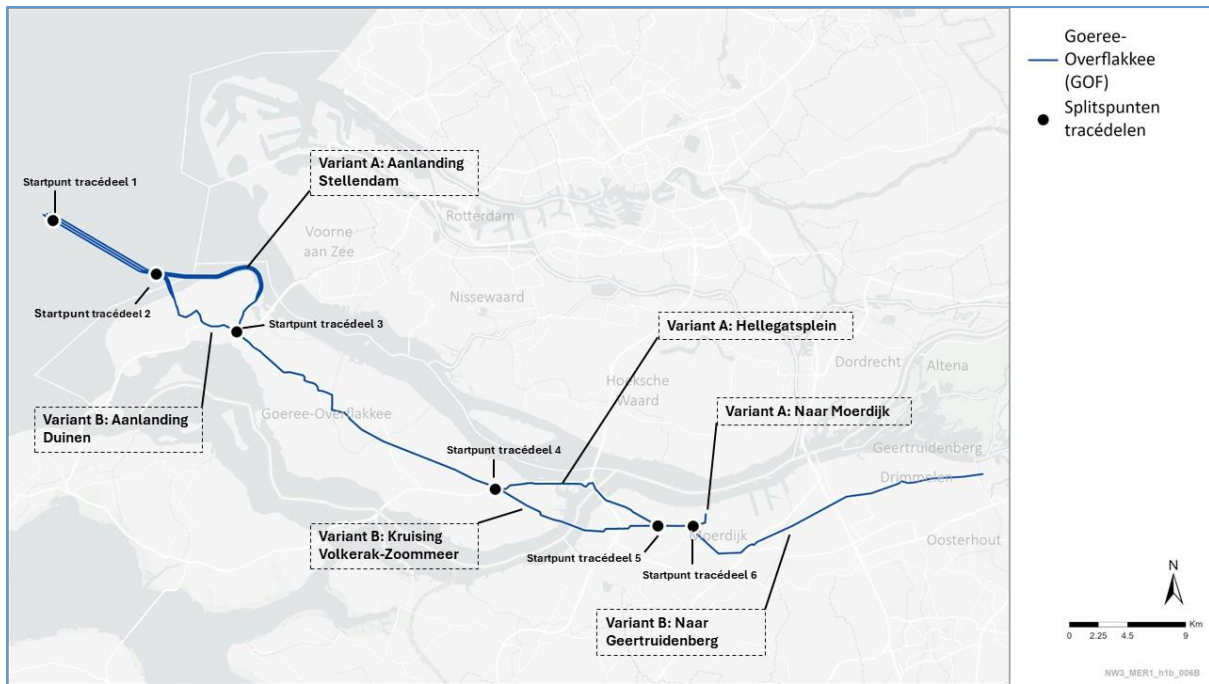 Goeree-
Overflakkee
(GOF)
Splitspunten
tracédelen
Variant A: Aanlanding
Stellendam
Startpunt tracédeel 1
Rotterdam
Voorne
aan Zee
Nissewaard
Startpunt tracédeel 2
Startpunt tracédeel 3
Variant A: Hellegatsplein
Dordrecht
Altena
Hoeksche
Waard
Goeree-Overflakkee
Variant B: Aanlanding
Duinen
Variant A: Naar Moerdijk
Startpunt tracédeel 4
Geertruidenberg
Drimmelen
Variant B: Kruising
Volkerak-Zoommeer
Moerdijk
Oosterhout
Startpunt tracédeel 5
Startpunt tracédeel 6
Variant B: Naar
Geertruidenberg
N
Km
0 2.25 4.5 9
NW3_MER1_h1b_006B